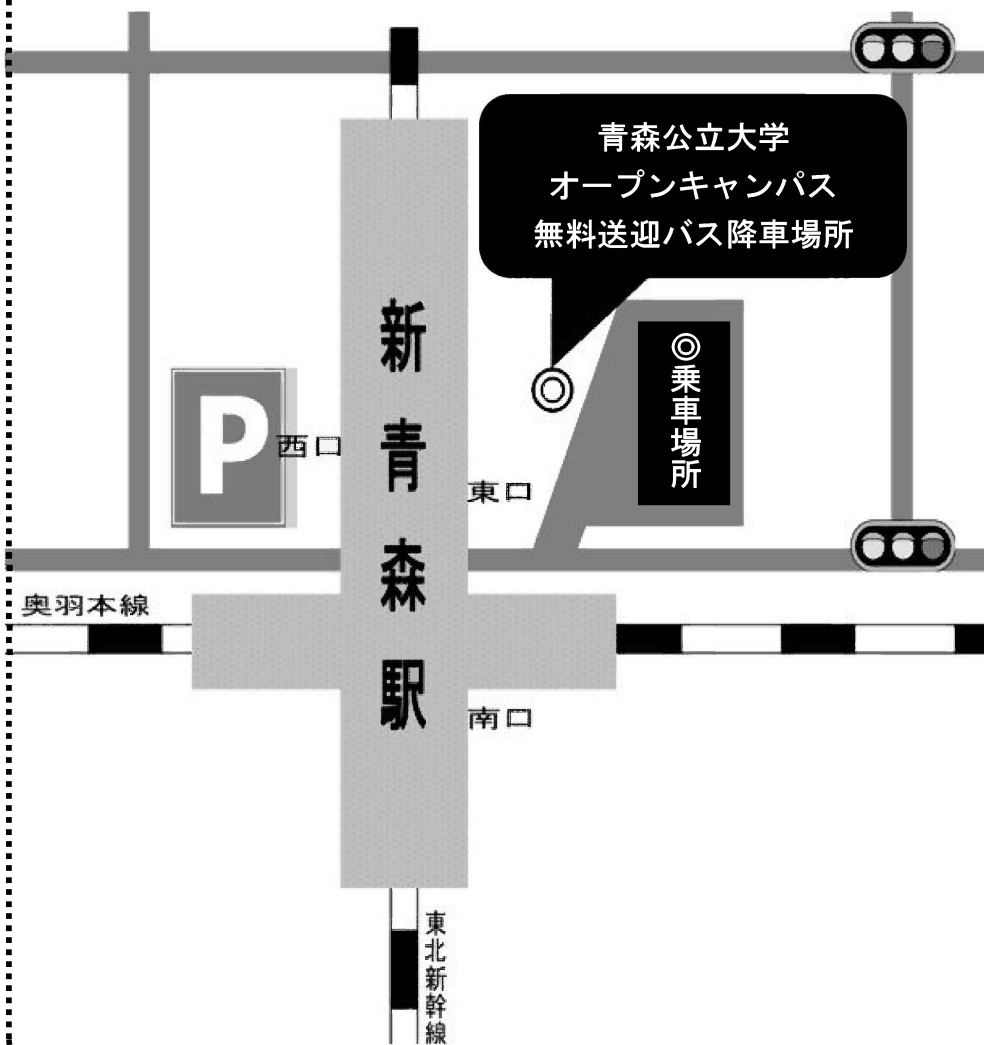 青森公立大学
オープンキャンパス
無料送迎バス降車場所
◎乗車場所
新青森駅
P
西口
東口
奥羽本線
南口
東北新幹線